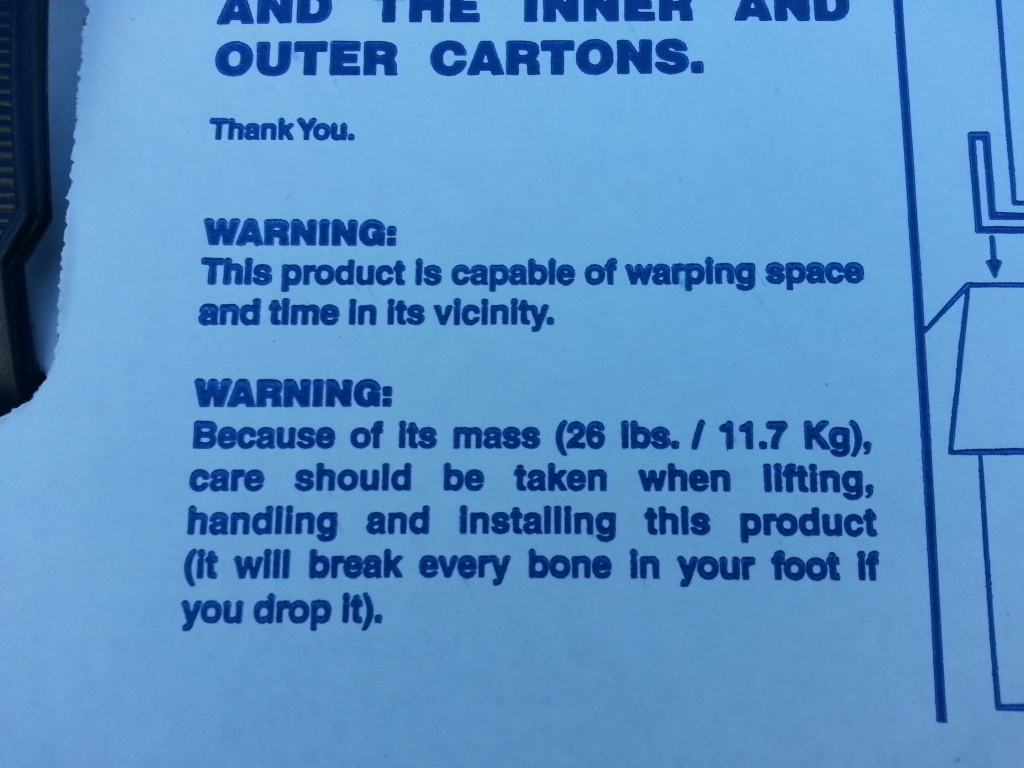 AND THE INNER AND
OUTER CARTONS.
Thank You.
WARNING:
This product is capable of warping space
and time in its vicinity.
WARNING:
Because of its mass (26 lbs. / 11.7 Kg),
care should be taken when lifting,
handling and installing this product
(it will break every bone in your foot if
you drop it).